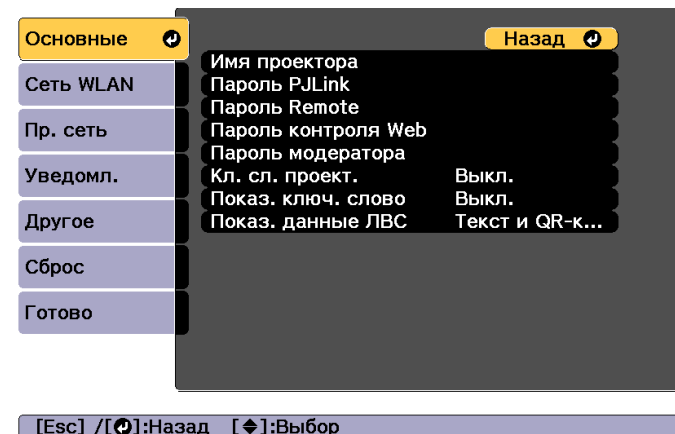 Основные
Сеть WLAN
Пр. сеть
Уведомл.
Другое
Сброс
Готово
Назад
Имя проектора
Пароль PJLink
Пароль Remote
Пароль контроля Web
Пароль модератора
Кл. сл. проект. Выкл.
Показ. ключ. слово Выкл.
Показ. данные ЛВС Текст и QR-к...
[Esc] /[⏎]:Назад [◆]:Выбор